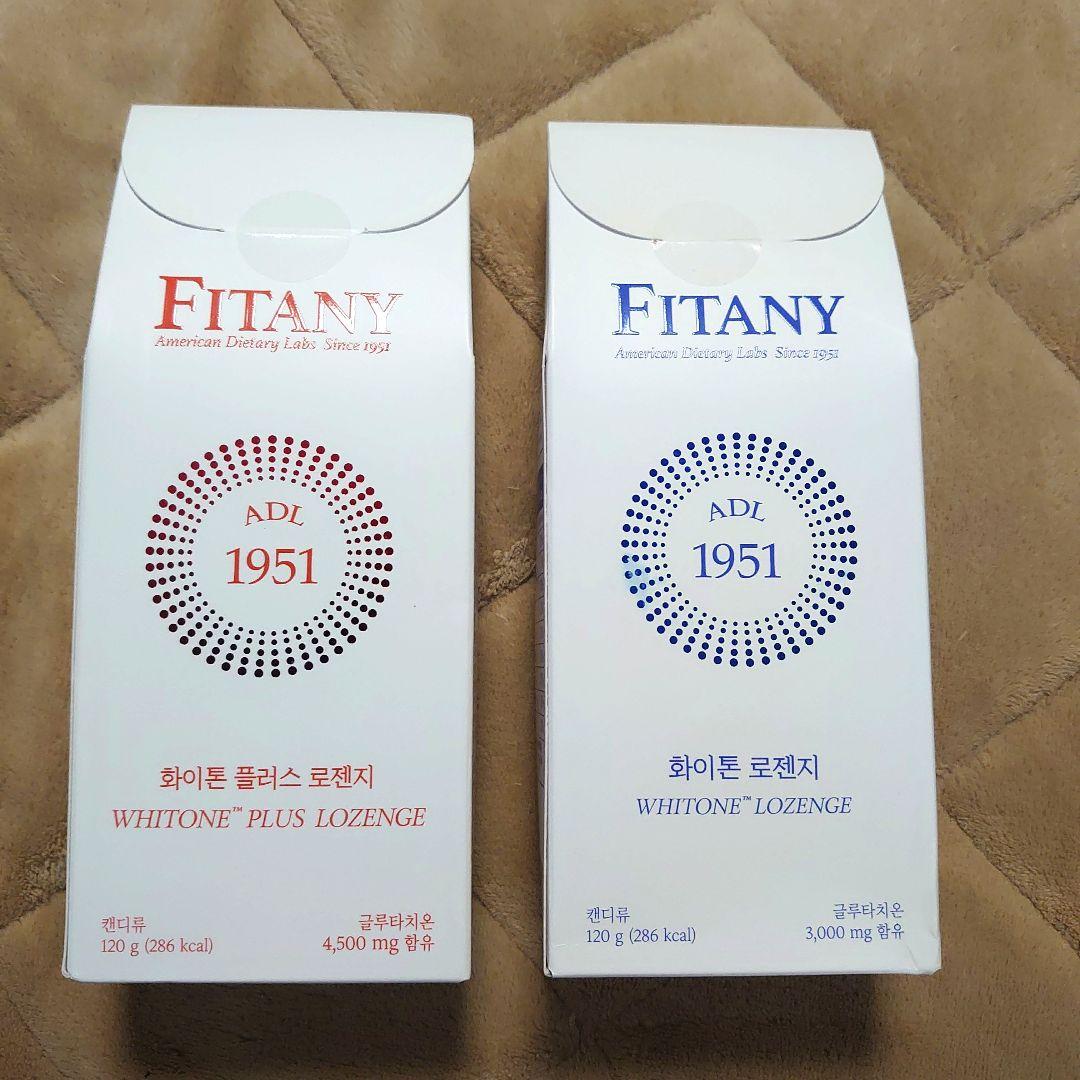 FITANY
American Dietary Labs Since 1951
ADL
1951
화이톤 플러스 로젠지
WHITONE™ PLUS LOZENGE
캔디류
120 g (286 kcal)
글루타치온
4,500 mg 함유
FITANY
American Dietary Labs Since 1951
ADL
1951
화이톤 로젠지
WHITONE™ LOZENGE
캔디류
120 g (286 kcal)
글루타치온
3,000 mg 함유